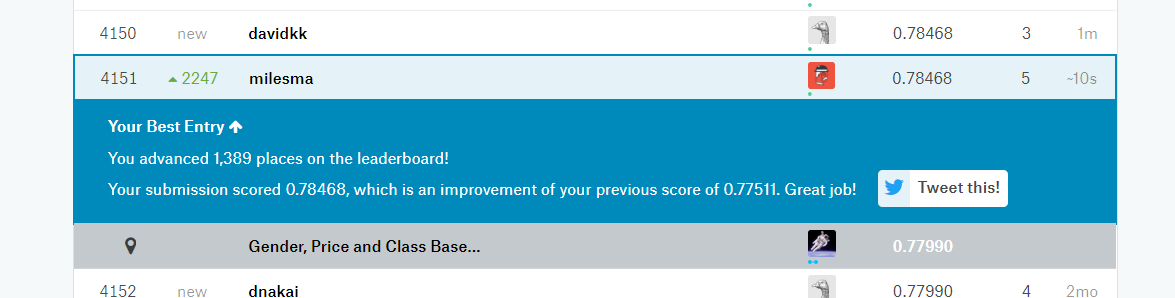 4150 new davidkk 0.78468 3 1m
4151 2247 milesma 0.78468 5 ~10s
Your Best Entry
You advanced 1,389 places on the leaderboard!
Your submission scored 0.78468, which is an improvement of your previous score of 0.77511. Great job! Tweet this!
Gender, Price and Class Base... 0.77990
4152 new dnakai 0.77990 4 2mo